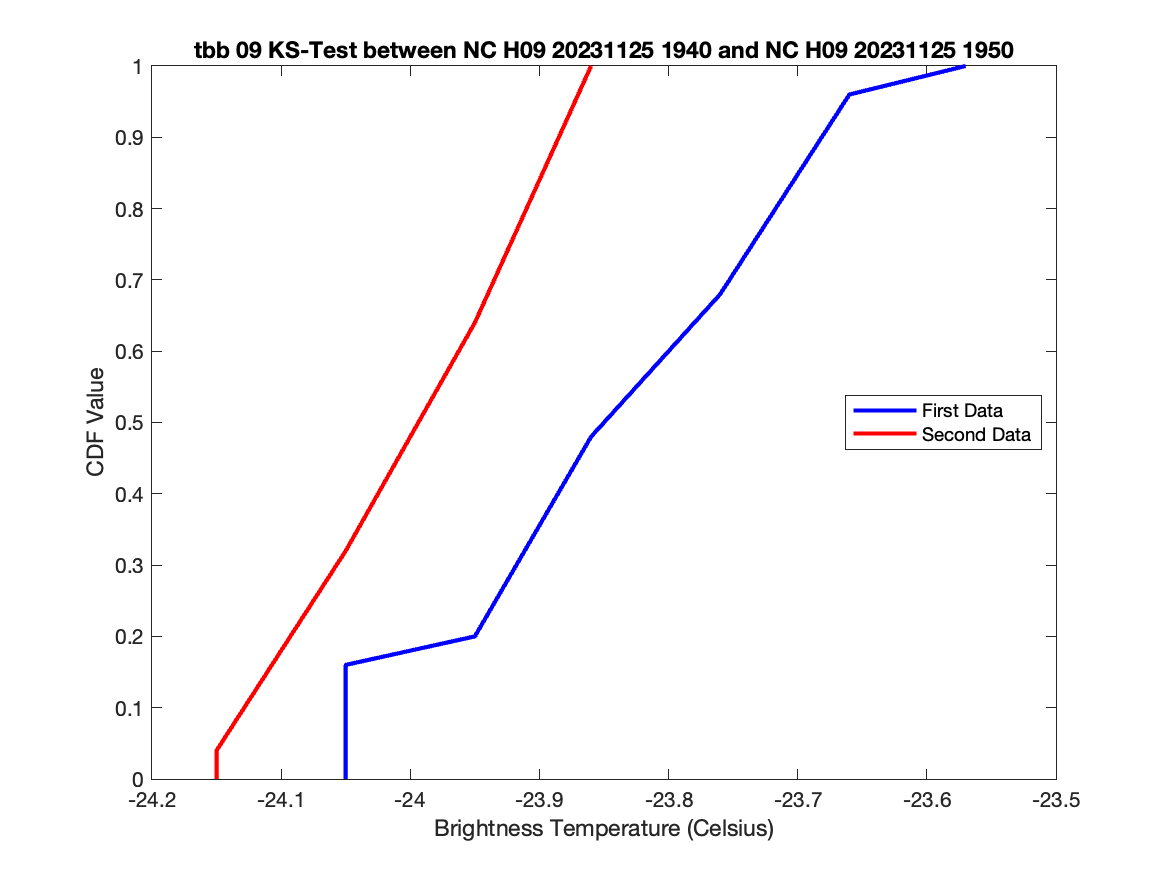 tbb 09 KS-Test between NC H09 20231125 1940 and NC H09 20231125 1950
1
0.9
0.8
0.7
0.6
0.5
0.4
0.3
0.2
0.1
0
CDF Value
First Data
Second Data
-24.2 -24.1 -24 -23.9 -23.8 -23.7 -23.6 -23.5
Brightness Temperature (Celsius)